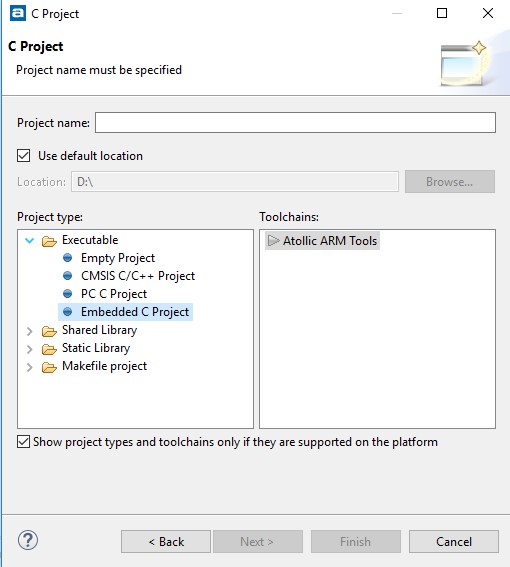 C Project
C Project
Project name must be specified
Project name:
Use default location
Location: D:\ Browse...
Project type: Toolchains:
Executable Atollic ARM Tools
Empty Project
CMSIS C/C++ Project
PC C Project
Embedded C Project
Shared Library
Static Library
Makefile project
Show project types and toolchains only if they are supported on the platform
< Back Next > Finish Cancel